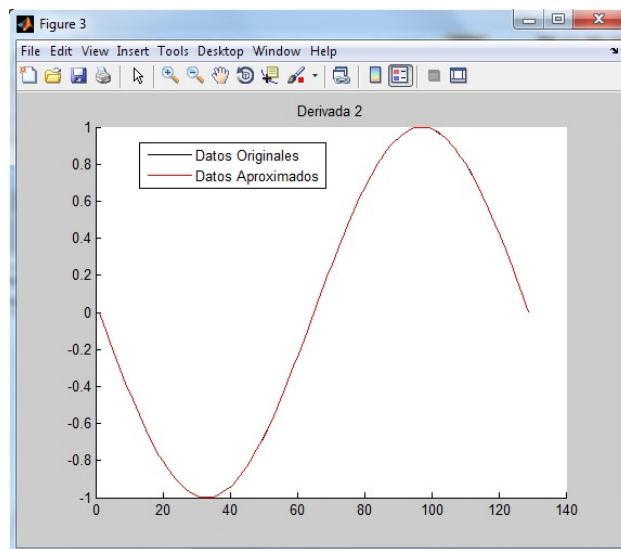 Figure 3
File Edit View Insert Tools Desktop Window Help
Derivada 2
Datos Originales
Datos Aproximados
1
0.8
0.6
0.4
0.2
0
-0.2
-0.4
-0.6
-0.8
-1
0 20 40 60 80 100 120 140